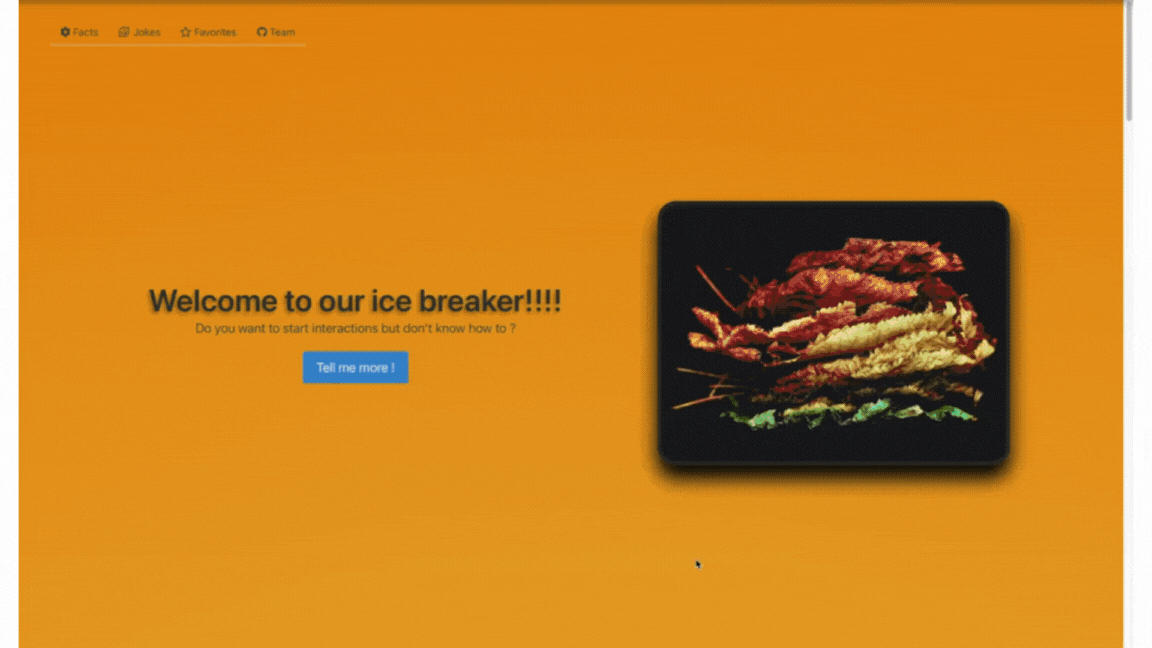 Facts Jokes Favorites Team
Welcome to our ice breaker!!!!
Do you want to start interactions but don't know how to ?
Tell me more !